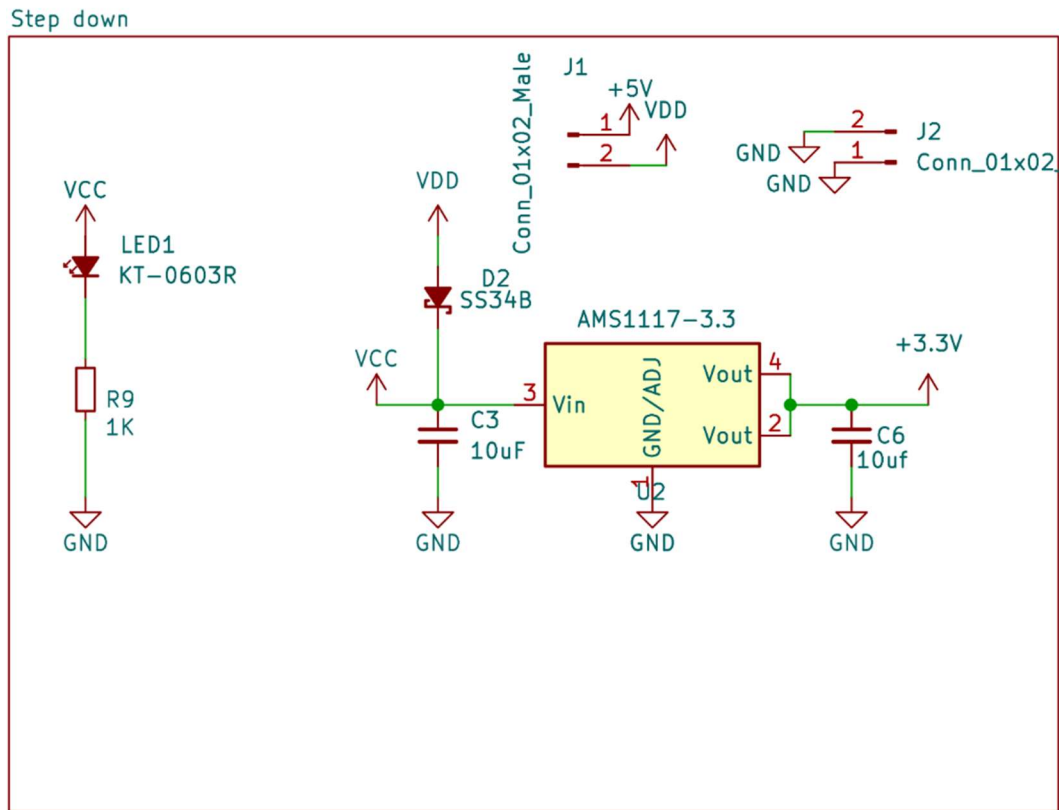 Step down
J1
Conn_01x02_Male
+5V
1
VDD
2
2
J2
GND
1
Conn_01x02_
GND
VCC
LED1
KT-0603R
R9
1K
GND
VDD
D2
SS34B
VCC
C3
10uF
GND
AMS1117-3.3
3
Vin
GND/ADJ
Vout
4
Vout
2
1
U2
GND
+3.3V
C6
10uf
GND